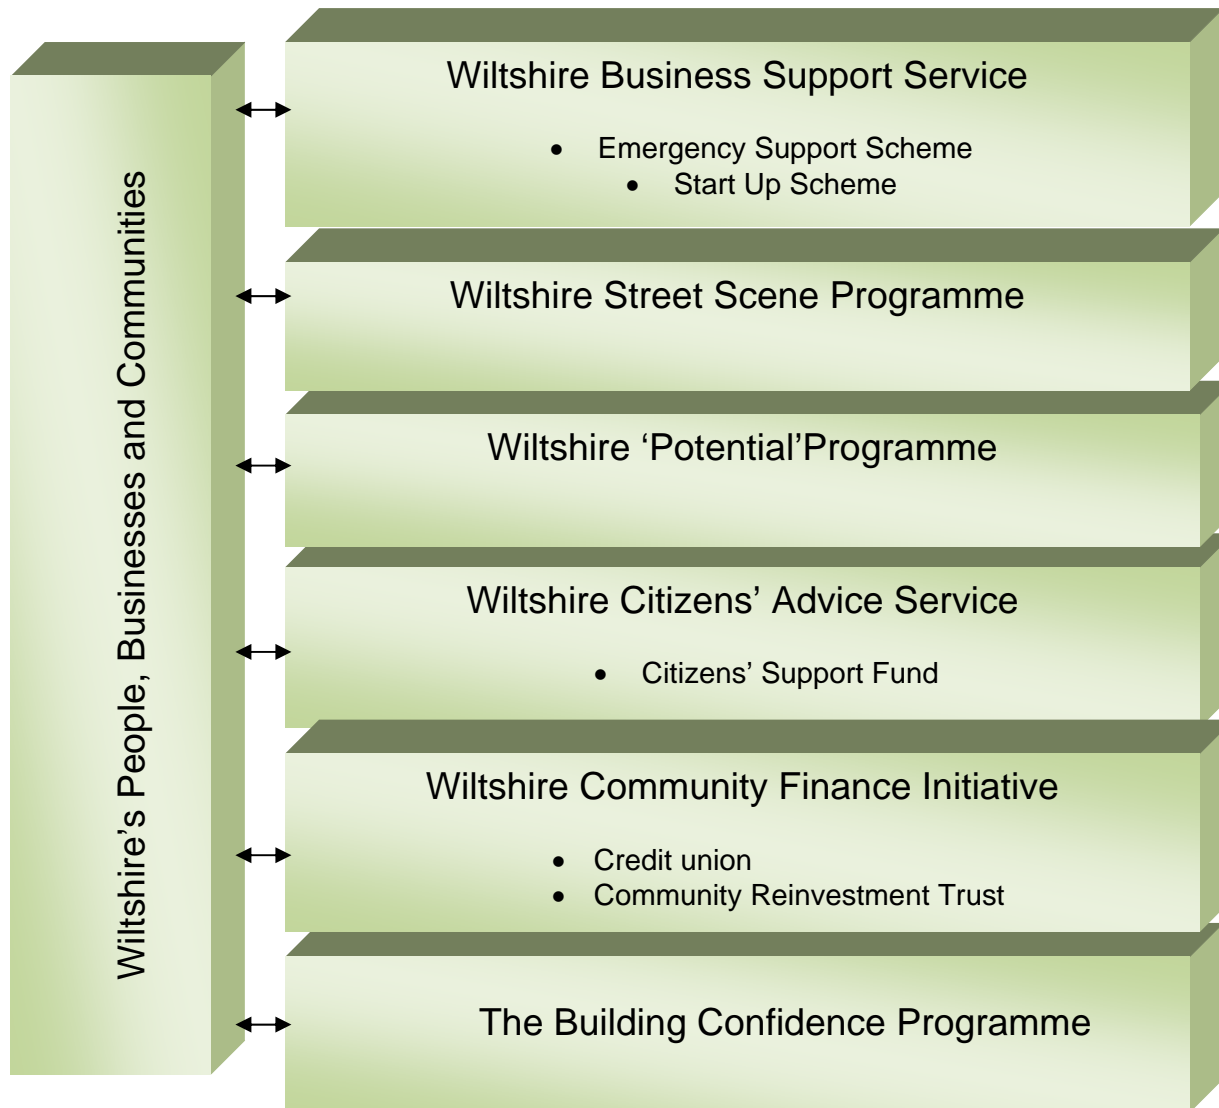 Wiltshire's People, Businesses and Communities
Wiltshire Business Support Service
• Emergency Support Scheme
• Start Up Scheme
Wiltshire Street Scene Programme
Wiltshire ‘Potential’Programme
Wiltshire Citizens’ Advice Service
• Citizens’ Support Fund
Wiltshire Community Finance Initiative
• Credit union
• Community Reinvestment Trust
The Building Confidence Programme